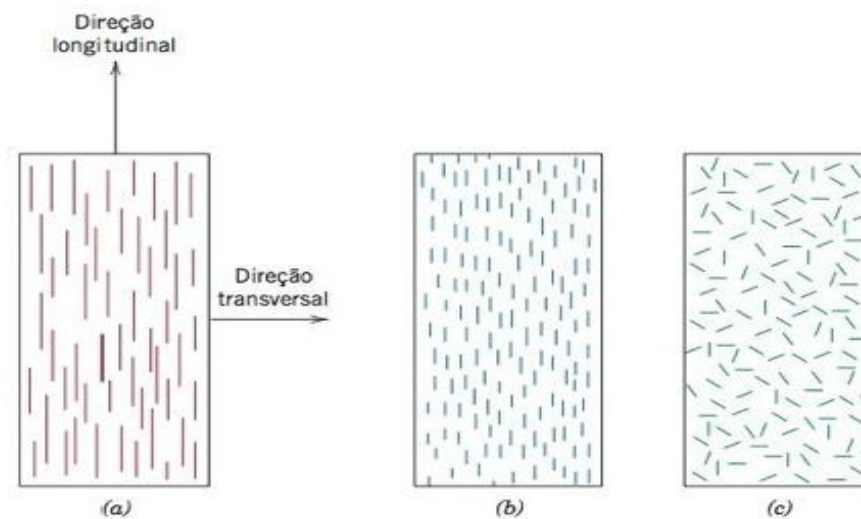 Direção
longitudinal
Direção
transversal
(a)
(b)
(c)